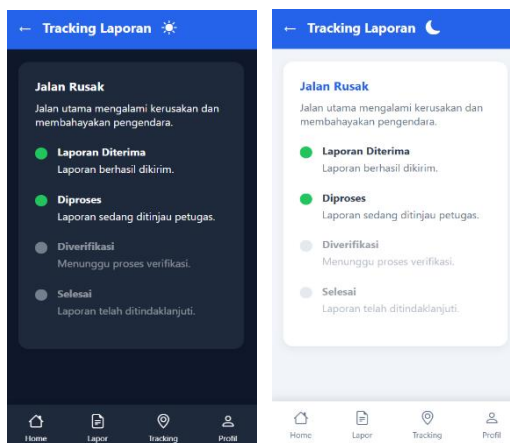 ← Tracking Laporan
Jalan Rusak
Jalan utama mengalami kerusakan dan
membahayakan pengendara.
Laporan Diterima
Laporan berhasil dikirim.
Diproses
Laporan sedang ditinjau petugas.
Diverifikasi
Menunggu proses verifikasi.
Selesai
Laporan telah ditindaklanjuti.
Home Lapor Tracking Profil
← Tracking Laporan
Jalan Rusak
Jalan utama mengalami kerusakan dan
membahayakan pengendara.
Laporan Diterima
Laporan berhasil dikirim.
Diproses
Laporan sedang ditinjau petugas.
Diverifikasi
Menunggu proses verifikasi.
Selesai
Laporan telah ditindaklanjuti.
Home Lapor Tracking Profil